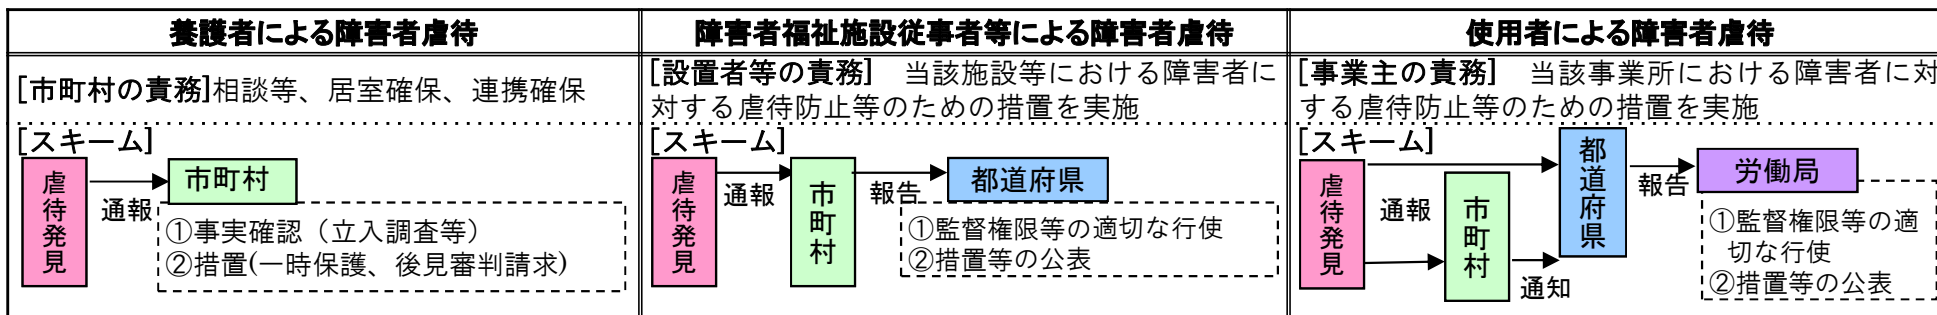 養護者による障害者虐待
[市町村の責務]相談等、居室確保、連携確保
[スキーム]
虐待発見
通報
市町村
①事実確認（立入調査等）
②措置(一時保護、後見審判請求)
障害者福祉施設従事者等による障害者虐待
[設置者等の責務]　当該施設等における障害者に
対する虐待防止等のための措置を実施
[スキーム]
虐待発見
通報
市町村
報告
都道府県
①監督権限等の適切な行使
②措置等の公表
使用者による障害者虐待
[事業主の責務]　当該事業所における障害者に対
する虐待防止等のための措置を実施
[スキーム]
虐待発見
通報
市町村
通知
都道府県
報告
労働局
①監督権限等の適
切な行使
②措置等の公表